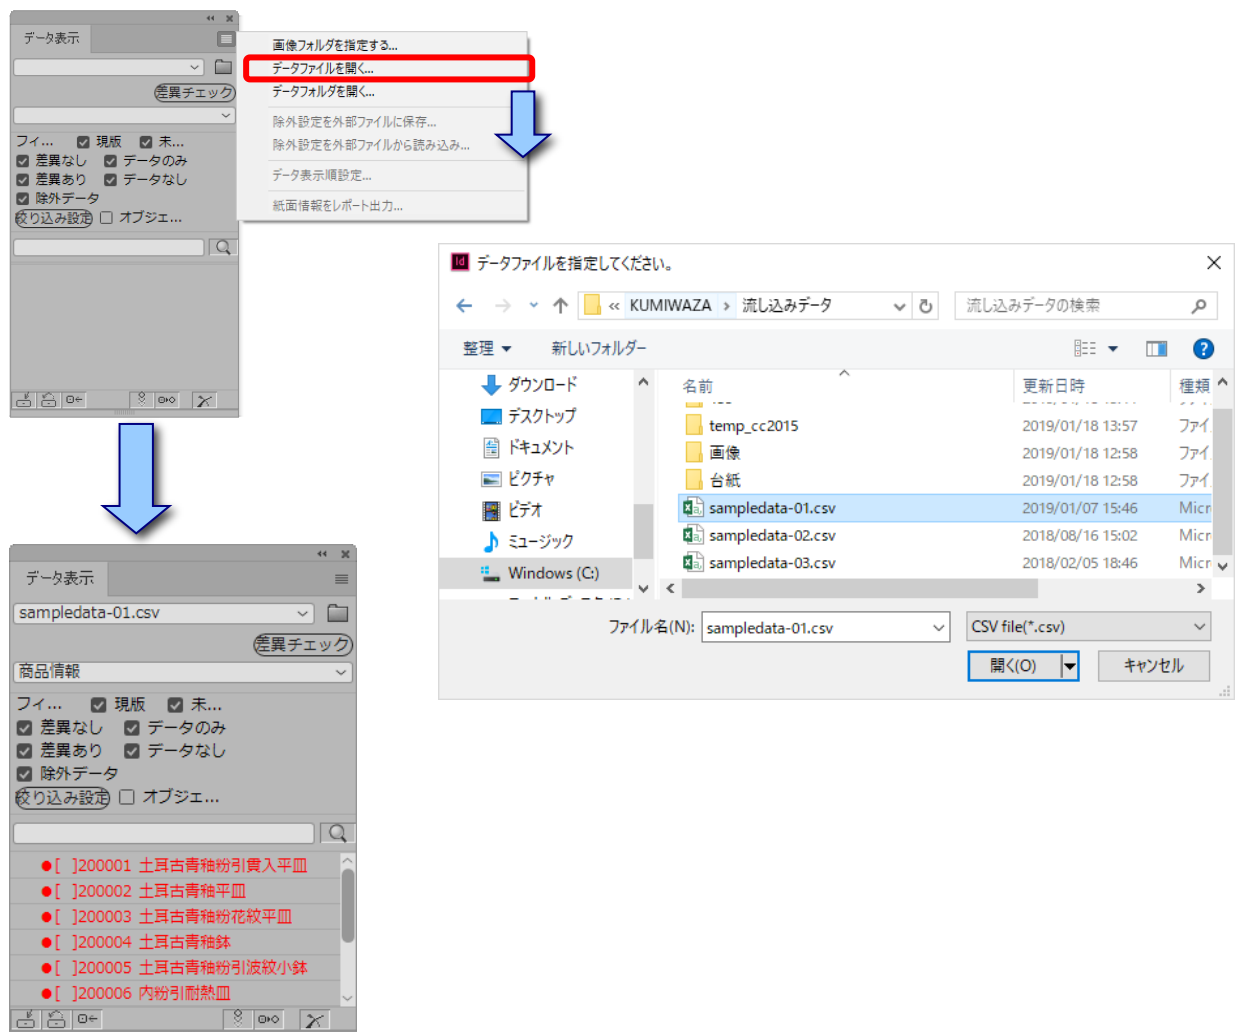 データ表示
差異チェック
フィ... 現版 未...
差異なし データのみ
差異あり データなし
除外データ
絞り込み設定 オブジェ...
画像フォルダを指定する...
データファイルを開く...
データフォルダを開く...
除外設定を外部ファイルに保存...
除外設定を外部ファイルから読み込み...
データ表示順設定...
紙面情報をレポート出力...
Id データファイルを指定してください。
« KUMIWAZA › 流し込みデータ
流し込みデータの検索
整理 新しいフォルダー
ダウンロード
デスクトップ
ドキュメント
ピクチャ
ビデオ
ミュージック
Windows (C:)
名前 更新日時 種類
temp_cc2015 2019/01/18 13:57 ファイ
画像 2019/01/18 12:58 ファイ
台紙 2019/01/18 12:58 ファイ
sampledata-01.csv 2019/01/07 15:46 Micr
sampledata-02.csv 2018/08/16 15:02 Micr
sampledata-03.csv 2018/02/05 18:46 Micr
ファイル名(N): sampledata-01.csv CSV file(*.csv)
開く(O) キャンセル
データ表示
sampledata-01.csv
差異チェック
商品情報
フィ... 現版 未...
差異なし データのみ
差異あり データなし
除外データ
絞り込み設定 オブジェ...
●[ ]200001 土耳古青釉粉引貫入平皿
●[ ]200002 土耳古青釉平皿
●[ ]200003 土耳古青釉粉花紋平皿
●[ ]200004 土耳古青釉鉢
●[ ]200005 土耳古青釉粉引波紋小鉢
●[ ]200006 内粉引耐熱皿